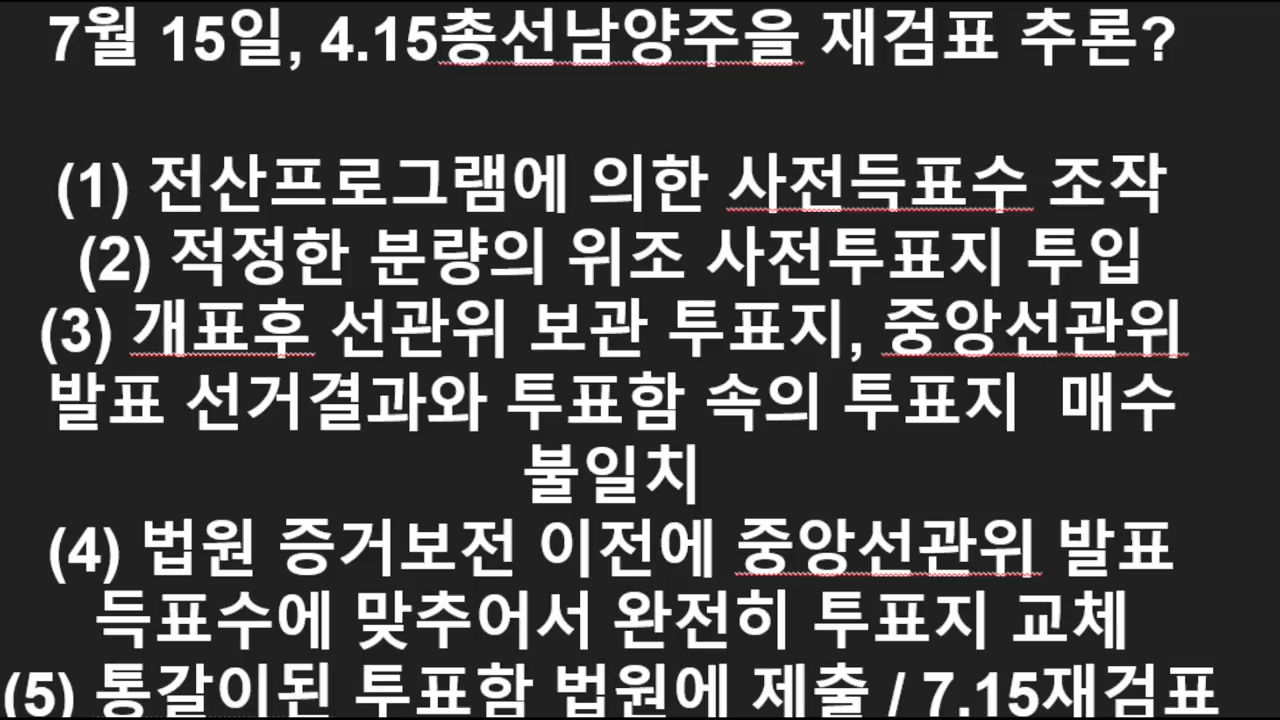 7월 15일, 4.15총선남양주을 재검표 추론?
(1) 전산프로그램에 의한 사전득표수 조작
(2) 적정한 분량의 위조 사전투표지 투입
(3) 개표후 선관위 보관 투표지, 중앙선관위
발표 선거결과와 투표함 속의 투표지 매수
불일치
(4) 법원 증거보전 이전에 중앙선관위 발표
득표수에 맞추어서 완전히 투표지 교체
(5) 통갈이된 투표함 법원에 제출 / 7.15재검표